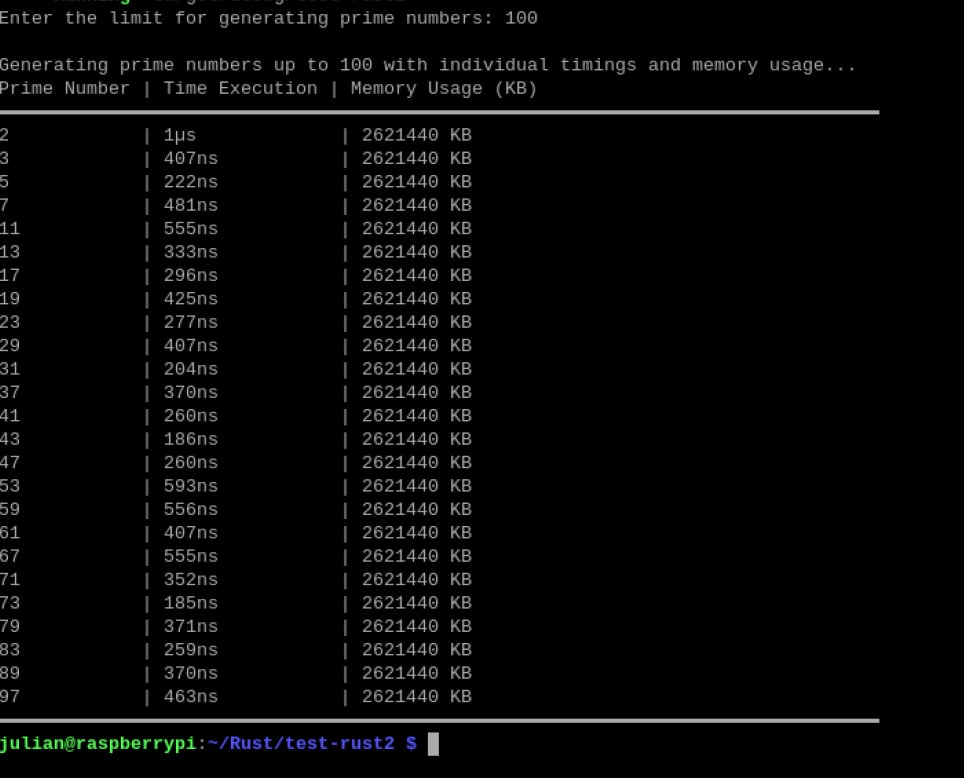 Enter the limit for generating prime numbers: 100
Generating prime numbers up to 100 with individual timings and memory usage...
Prime Number | Time Execution | Memory Usage (KB)
2 | 1µs | 2621440 KB
3 | 407ns | 2621440 KB
5 | 222ns | 2621440 KB
7 | 481ns | 2621440 KB
11 | 555ns | 2621440 KB
13 | 333ns | 2621440 KB
17 | 296ns | 2621440 KB
19 | 425ns | 2621440 KB
23 | 277ns | 2621440 KB
29 | 407ns | 2621440 KB
31 | 204ns | 2621440 KB
37 | 370ns | 2621440 KB
41 | 260ns | 2621440 KB
43 | 186ns | 2621440 KB
47 | 260ns | 2621440 KB
53 | 593ns | 2621440 KB
59 | 556ns | 2621440 KB
61 | 407ns | 2621440 KB
67 | 555ns | 2621440 KB
71 | 352ns | 2621440 KB
73 | 185ns | 2621440 KB
79 | 371ns | 2621440 KB
83 | 259ns | 2621440 KB
89 | 370ns | 2621440 KB
97 | 463ns | 2621440 KB
julian@raspberrypi:~/Rust/test-rust2 $